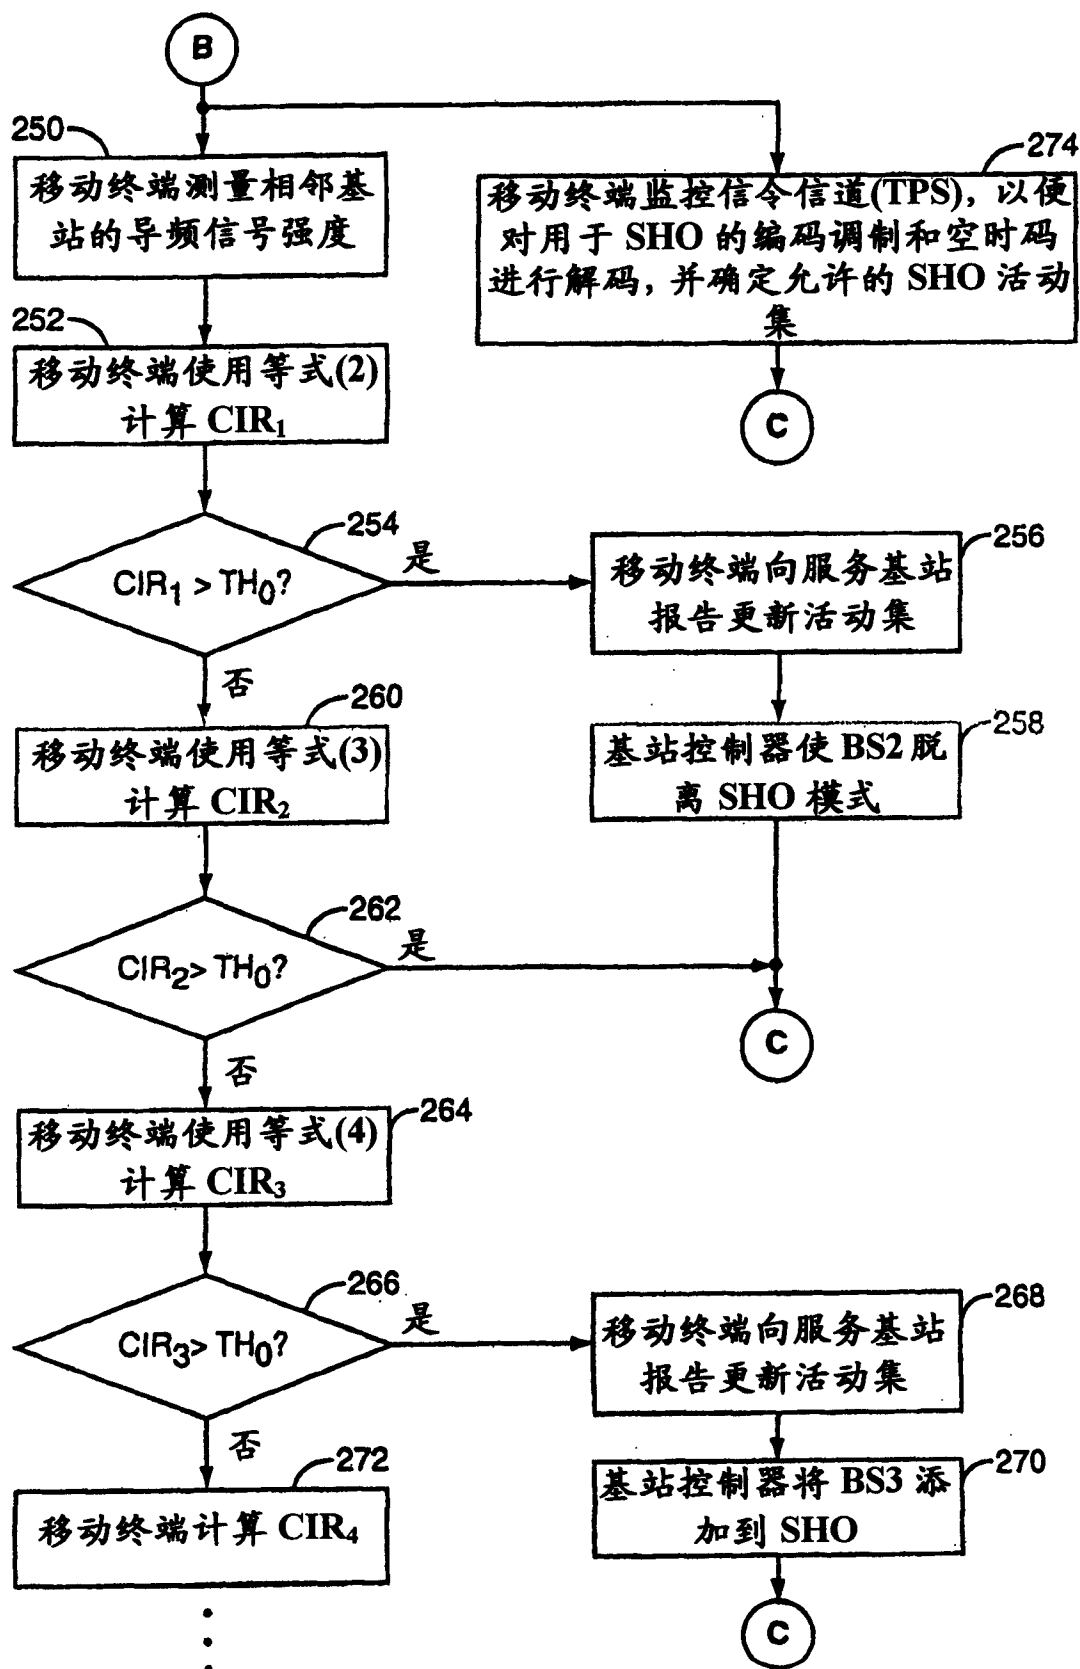 B
250
移动终端测量相邻基
站的导频信号强度
274
移动终端监控信令信道(TPS)，以便
对用于 SHO 的编码调制和空时码
进行解码，并确定允许的 SHO 活动
集
C
252
移动终端使用等式(2)
计算 CIR₁
254
CIR₁ > TH₀?
是
否
256
移动终端向服务基站
报告更新活动集
258
基站控制器使 BS2 脱
离 SHO 模式
260
移动终端使用等式(3)
计算 CIR₂
262
CIR₂> TH₀?
是
否
C
264
移动终端使用等式(4)
计算 CIR₃
266
CIR₃> TH₀?
是
否
268
移动终端向服务基站
报告更新活动集
270
基站控制器将 BS3 添
加到 SHO
C
272
移动终端计算 CIR₄